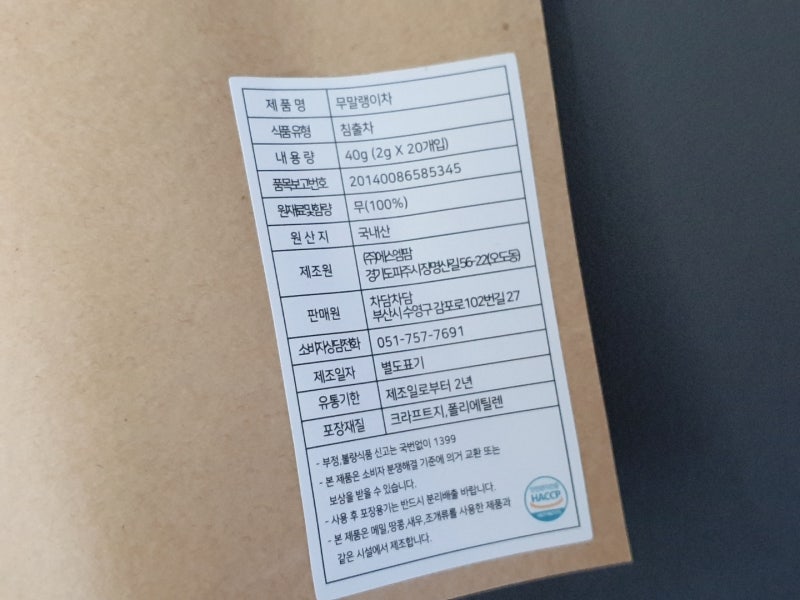 제품명 무말랭이차
식품유형 침출차
내용량 40g (2g X 20개입)
품목보고번호 20140086585345
원재료및함량 무(100%)
원산지 국내산
제조원 (주)에스엠팜
경기도파주시장명산길56-22(오도동)
판매원 차담차담
부산시 수영구 감포로102번길 27
소비자상담전화 051-757-7691
제조일자 별도표기
유통기한 제조일로부터 2년
포장재질 크라프트지,폴리에틸렌
- 부정,불량식품 신고는 국번없이 1399
- 본 제품은 소비자 분쟁해결 기준에 의거 교환 또는
보상을 받을 수 있습니다.
- 사용 후 포장용기는 반드시 분리배출 바랍니다.
- 본 제품은 메밀,땅콩,새우,조개류를 사용한 제품과
같은 시설에서 제조합니다.
HACCP